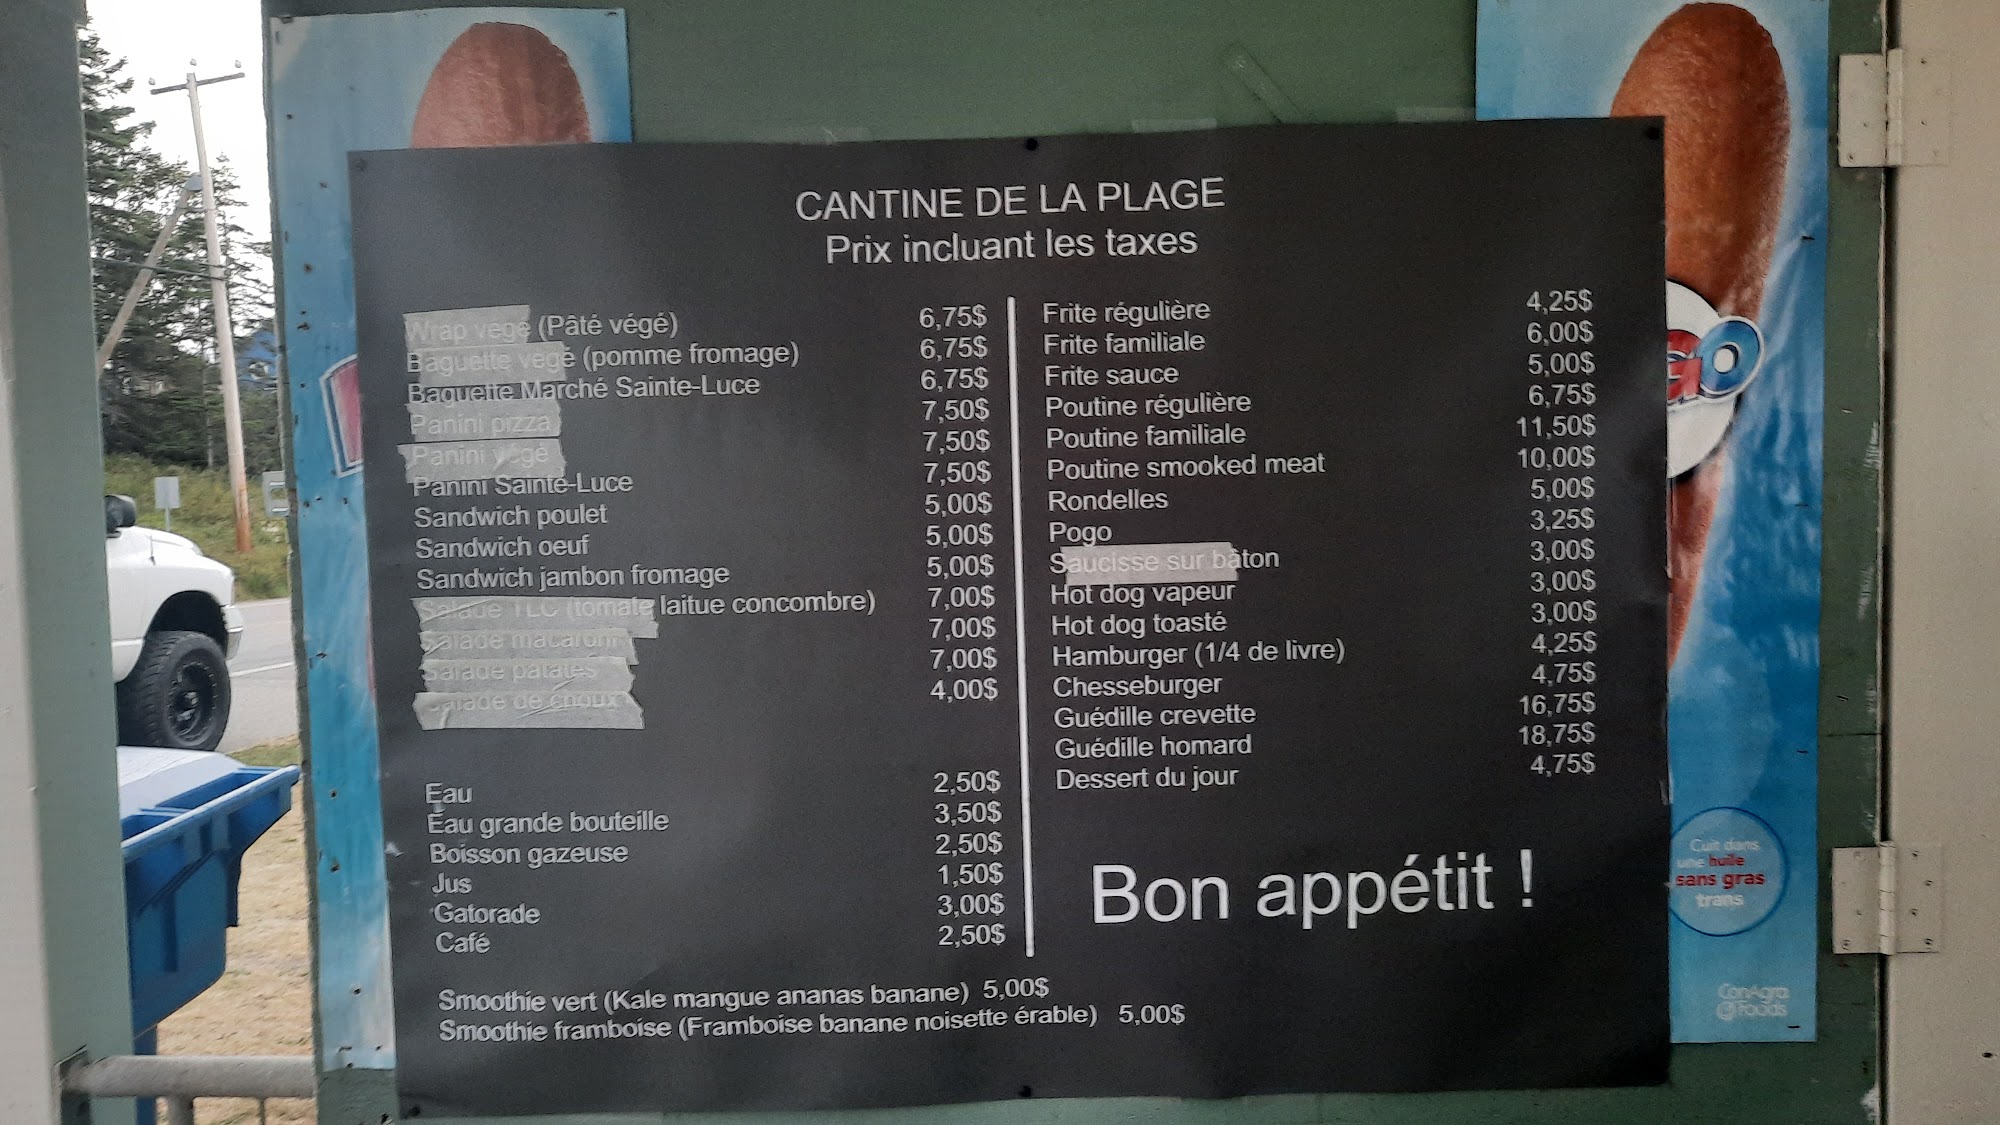 CANTINE DE LA PLAGE
Prix incluant les taxes
Wrap végé (Pâté végé) 6,75$
Baguette végé (pomme fromage) 6,75$
Baguette Marché Sainte-Luce 6,75$
Panini pizza 7,50$
Panini végé 7,50$
Panini Sainte-Luce 7,50$
Sandwich poulet 5,00$
Sandwich oeuf 5,00$
Sandwich jambon fromage 5,00$
Salade TLC (tomate laitue concombre) 7,00$
Salade macaroni 7,00$
Salade patates 7,00$
Salade de choux 4,00$
Eau 2,50$
Eau grande bouteille 3,50$
Boisson gazeuse 2,50$
Jus 1,50$
Gatorade 3,00$
Café 2,50$
Smoothie vert (Kale mangue ananas banane) 5,00$
Smoothie framboise (Framboise banane noisette érable) 5,00$
Frite régulière 4,25$
Frite familiale 6,00$
Frite sauce 5,00$
Poutine régulière 6,75$
Poutine familiale 11,50$
Poutine smooked meat 10,00$
Rondelles 5,00$
Pogo 3,25$
Saucisse sur bâton 3,00$
Hot dog vapeur 3,00$
Hot dog toasté 3,00$
Hamburger (1/4 de livre) 4,25$
Chesseburger 4,75$
Guédille crevette 16,75$
Guédille homard 18,75$
Dessert du jour 4,75$
Bon appétit !
Cuit dans
une huile
sans gras
trans
ConAgra
Foods